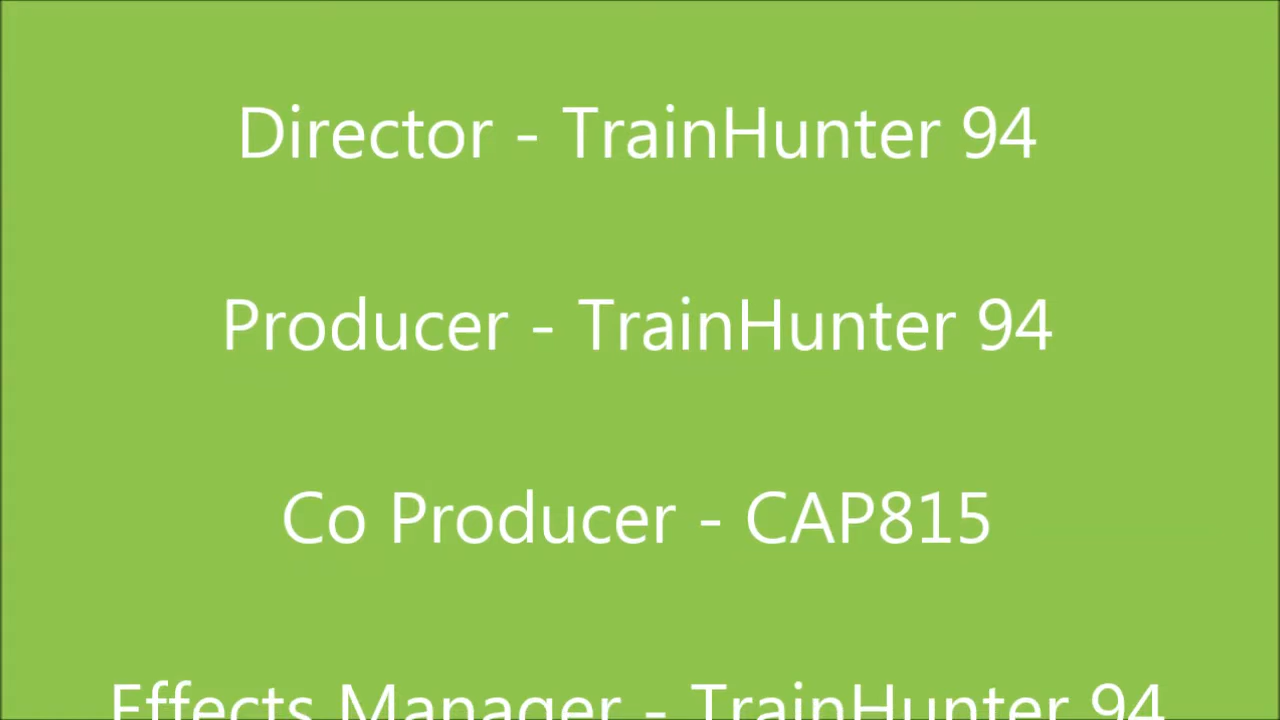 Director - TrainHunter 94
Producer - TrainHunter 94
Co Producer - CAP815
Effects Manager - TrainHunter 94